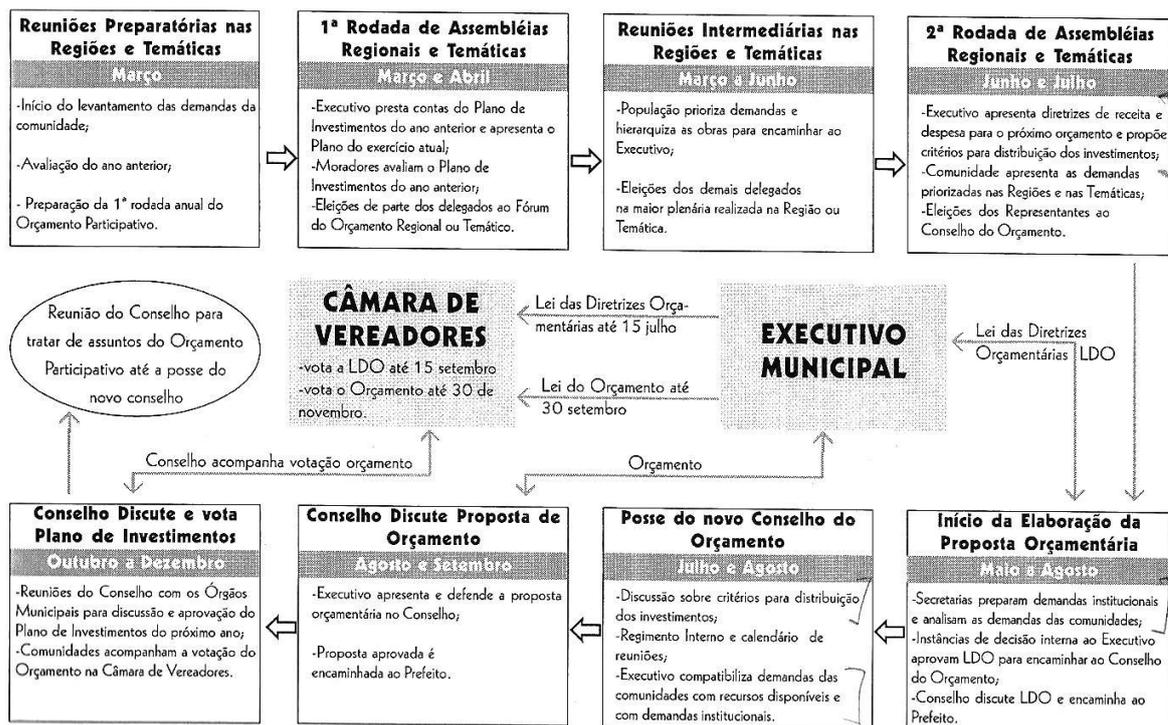 Reuniões Preparatórias nas
Regiões e Temáticas
Março
-Início do levantamento das demandas da
comunidade;
-Avaliação do ano anterior;
- Preparação da 1ª rodada anual do
Orçamento Participativo.
1ª Rodada de Assembléias
Regionais e Temáticas
Março e Abril
-Executivo presta contas do Plano de
Investimentos do ano anterior e apresenta o
Plano do exercício atual;
-Moradores avaliam o Plano de
Investimentos do ano anterior;
-Eleições de parte dos delegados ao Fórum
do Orçamento Regional ou Temático.
Reuniões Intermediárias nas
Regiões e Temáticas
Março a Junho
-População prioriza demandas e
hierarquiza as obras para encaminhar ao
Executivo;
-Eleições dos demais delegados
na maior plenária realizada na Região ou
Temática.
2ª Rodada de Assembléias
Regionais e Temáticas
Junho e Julho
-Executivo apresenta diretrizes de receita e
despesa para o próximo orçamento e propõe
critérios para distribuição dos investimentos;
-Comunidade apresenta as demandas
priorizadas nas Regiões e nas Temáticas;
-Eleições dos Representantes ao
Conselho do Orçamento.
Reunião do Conselho para
tratar de assuntos do Orçamento
Participativo até a posse do
novo conselho
CÂMARA DE
VEREADORES
-vota a LDO até 15 setembro
-vota o Orçamento até 30 de
novembro.
Lei das Diretrizes Orça-
mentárias até 15 julho
Lei do Orçamento até
30 setembro
EXECUTIVO
MUNICIPAL
Lei das Diretrizes
Orçamentárias LDO
Conselho acompanha votação orçamento
Orçamento
Conselho Discute e vota
Plano de Investimentos
Outubro a Dezembro
-Reuniões do Conselho com os Órgãos
Municipais para discussão e aprovação do
Plano de Investimentos do próximo ano;
-Comunidades acompanham a votação do
Orçamento na Câmara de Vereadores.
Conselho Discute Proposta de
Orçamento
Agosto e Setembro
-Executivo apresenta e defende a proposta
orçamentária no Conselho;
-Proposta aprovada é
encaminhada ao Prefeito.
Posse do novo Conselho do
Orçamento
Julho e Agosto
-Discussão sobre critérios para distribuição
dos investimentos;
-Regimento Interno e calendário de
reuniões;
-Executivo compatibiliza demandas das
comunidades com recursos disponíveis e
com demandas institucionais.
Início da Elaboração da
Proposta Orçamentária
Maio a Agosto
-Secretarias preparam demandas institucionais
e analisam as demandas das comunidades;
-Instâncias de decisão interna ao Executivo
aprovam LDO para encaminhar ao Conselho
do Orçamento;
-Conselho discute LDO e encaminha ao
Prefeito.